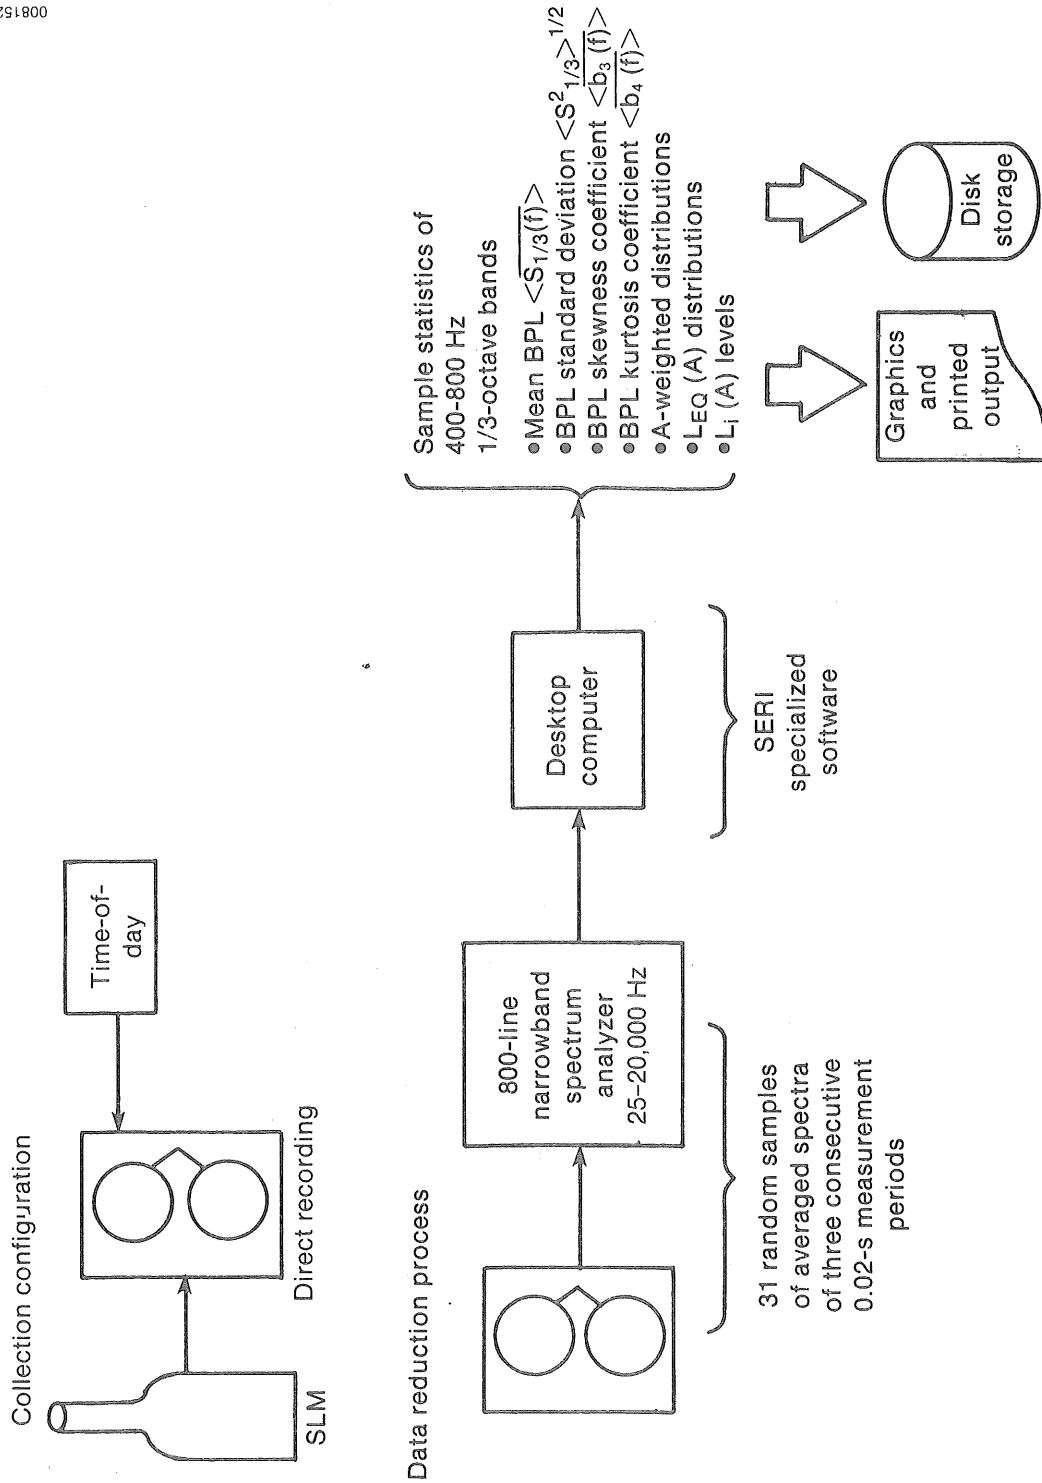 Collection configuration
SLM
Direct recording
Time-of-
day
Data reduction process
800-line
narrowband
spectrum
analyzer
25–20,000 Hz
31 random samples
of averaged spectra
of three consecutive
0.02-s measurement
periods
Desktop
computer
SERI
specialized
software
Sample statistics of
400-800 Hz
1/3-octave bands
●Mean BPL <S1/3(f)>
●BPL standard deviation <S²1/3>1/2
●BPL skewness coefficient <b3 (f)>
●BPL kurtosis coefficient <b4 (f)>
●A-weighted distributions
●LEQ (A) distributions
●Li (A) levels
Graphics
and
printed
output
Disk
storage